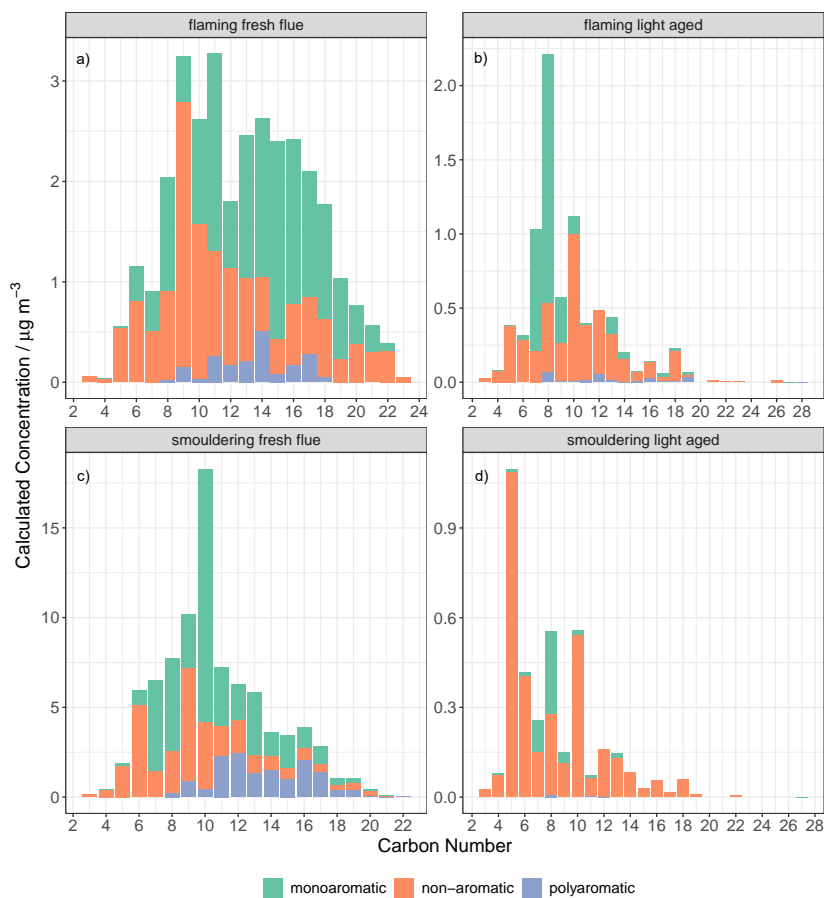 flaming fresh flue
flaming light aged
a)
b)
3
2
1
0
2.0
1.5
1.0
0.5
0.0
2 4 6 8 10 12 14 16 18 20 22 24
2 4 6 8 10 12 14 16 18 20 22 24 26 28
smouldering fresh flue
smouldering light aged
c)
d)
15
10
5
0
0.9
0.6
0.3
0.0
2 4 6 8 10 12 14 16 18 20 22
2 4 6 8 10 12 14 16 18 20 22 24 26 28
Calculated Concentration / μg m⁻³
Carbon Number
monoaromatic non−aromatic polyaromatic